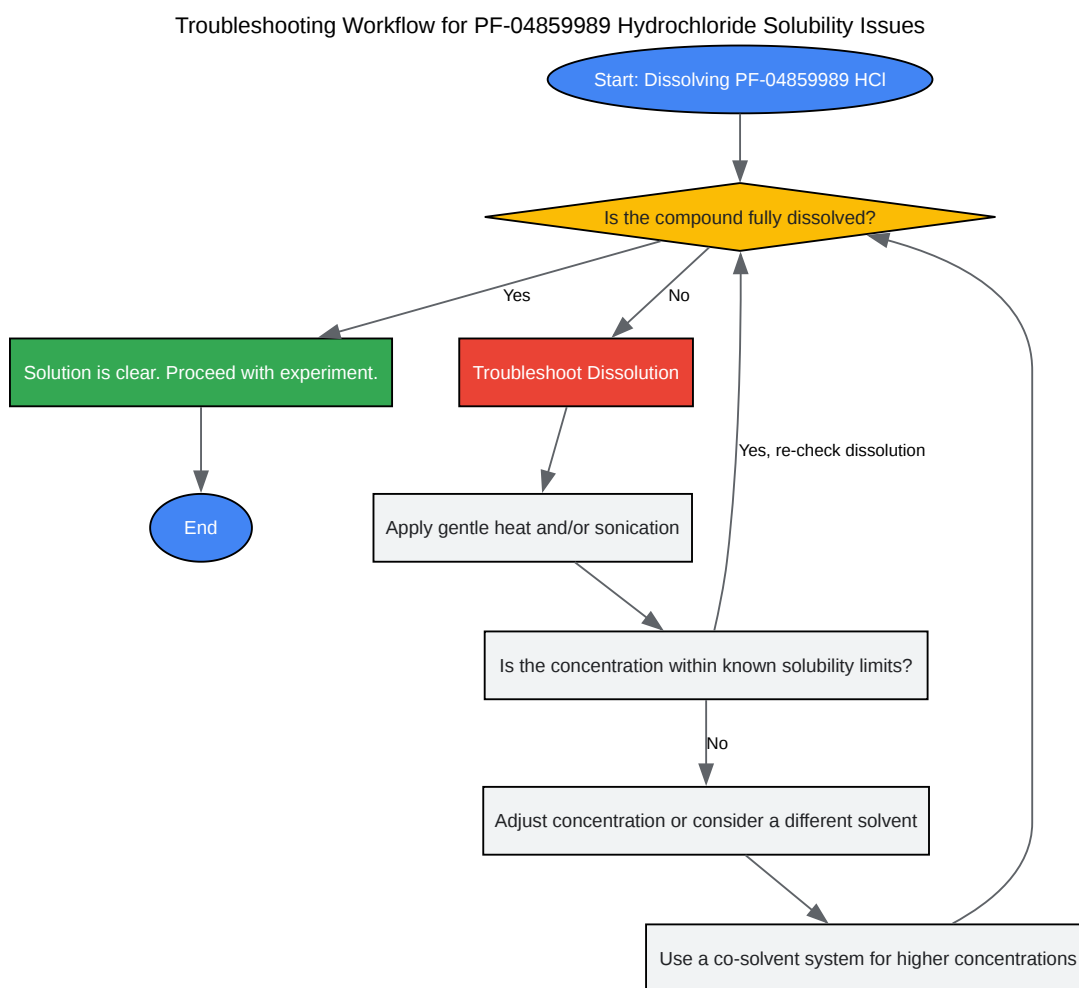 Troubleshooting Workflow for PF-04859989 Hydrochloride Solubility Issues
Start: Dissolving PF-04859989 HCl
Is the compound fully dissolved?
Yes
No
Solution is clear. Proceed with experiment.
Troubleshoot Dissolution
Yes, re-check dissolution
End
Apply gentle heat and/or sonication
Is the concentration within known solubility limits?
No
Adjust concentration or consider a different solvent
Use a co-solvent system for higher concentrations